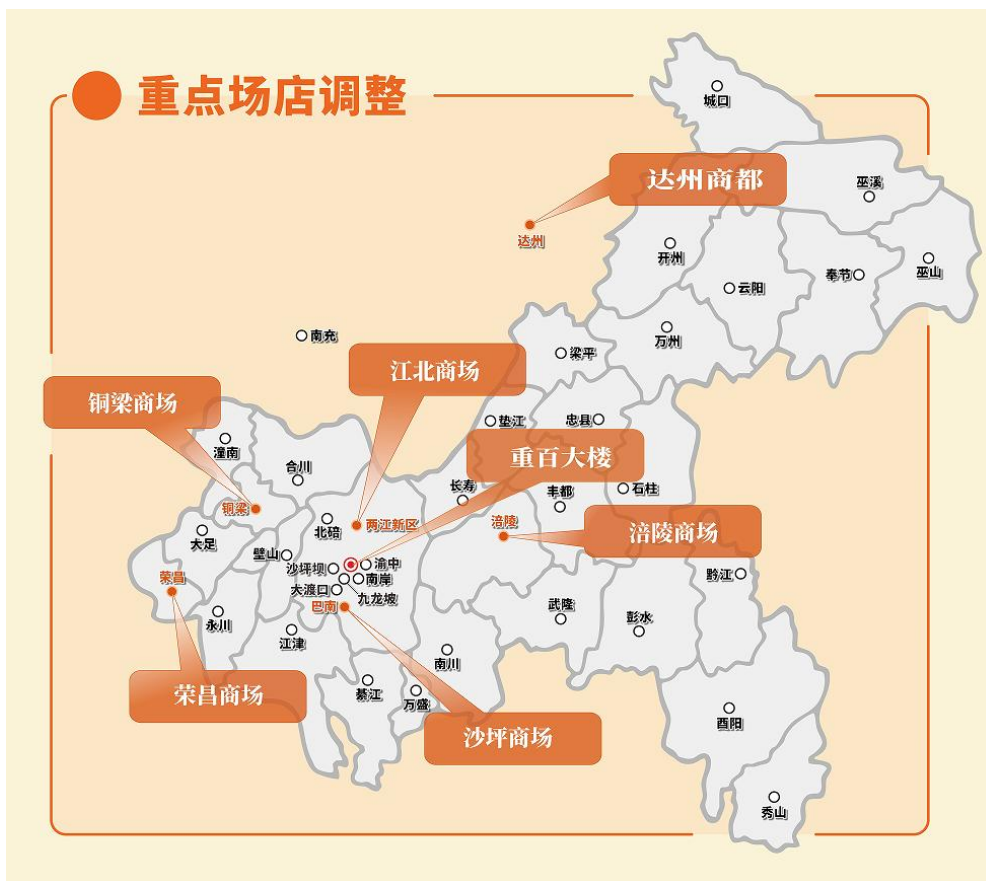 重点场店调整
城口
达州商都
巫溪
达州
开州
巫山
奉节
云阳
南充
万州
梁平
江北商场
铜梁商场
垫江
忠县
潼南
重百大楼
合川
长寿
丰都
石柱
铜梁
北碚
两江新区
涪陵
涪陵商场
大足
璧山
沙坪坝
渝中
荣昌
南岸
黔江
大渡口
九龙坡
巴南
武隆
彭水
永川
江津
南川
荣昌商场
綦江
万盛
沙坪商场
酉阳
秀山